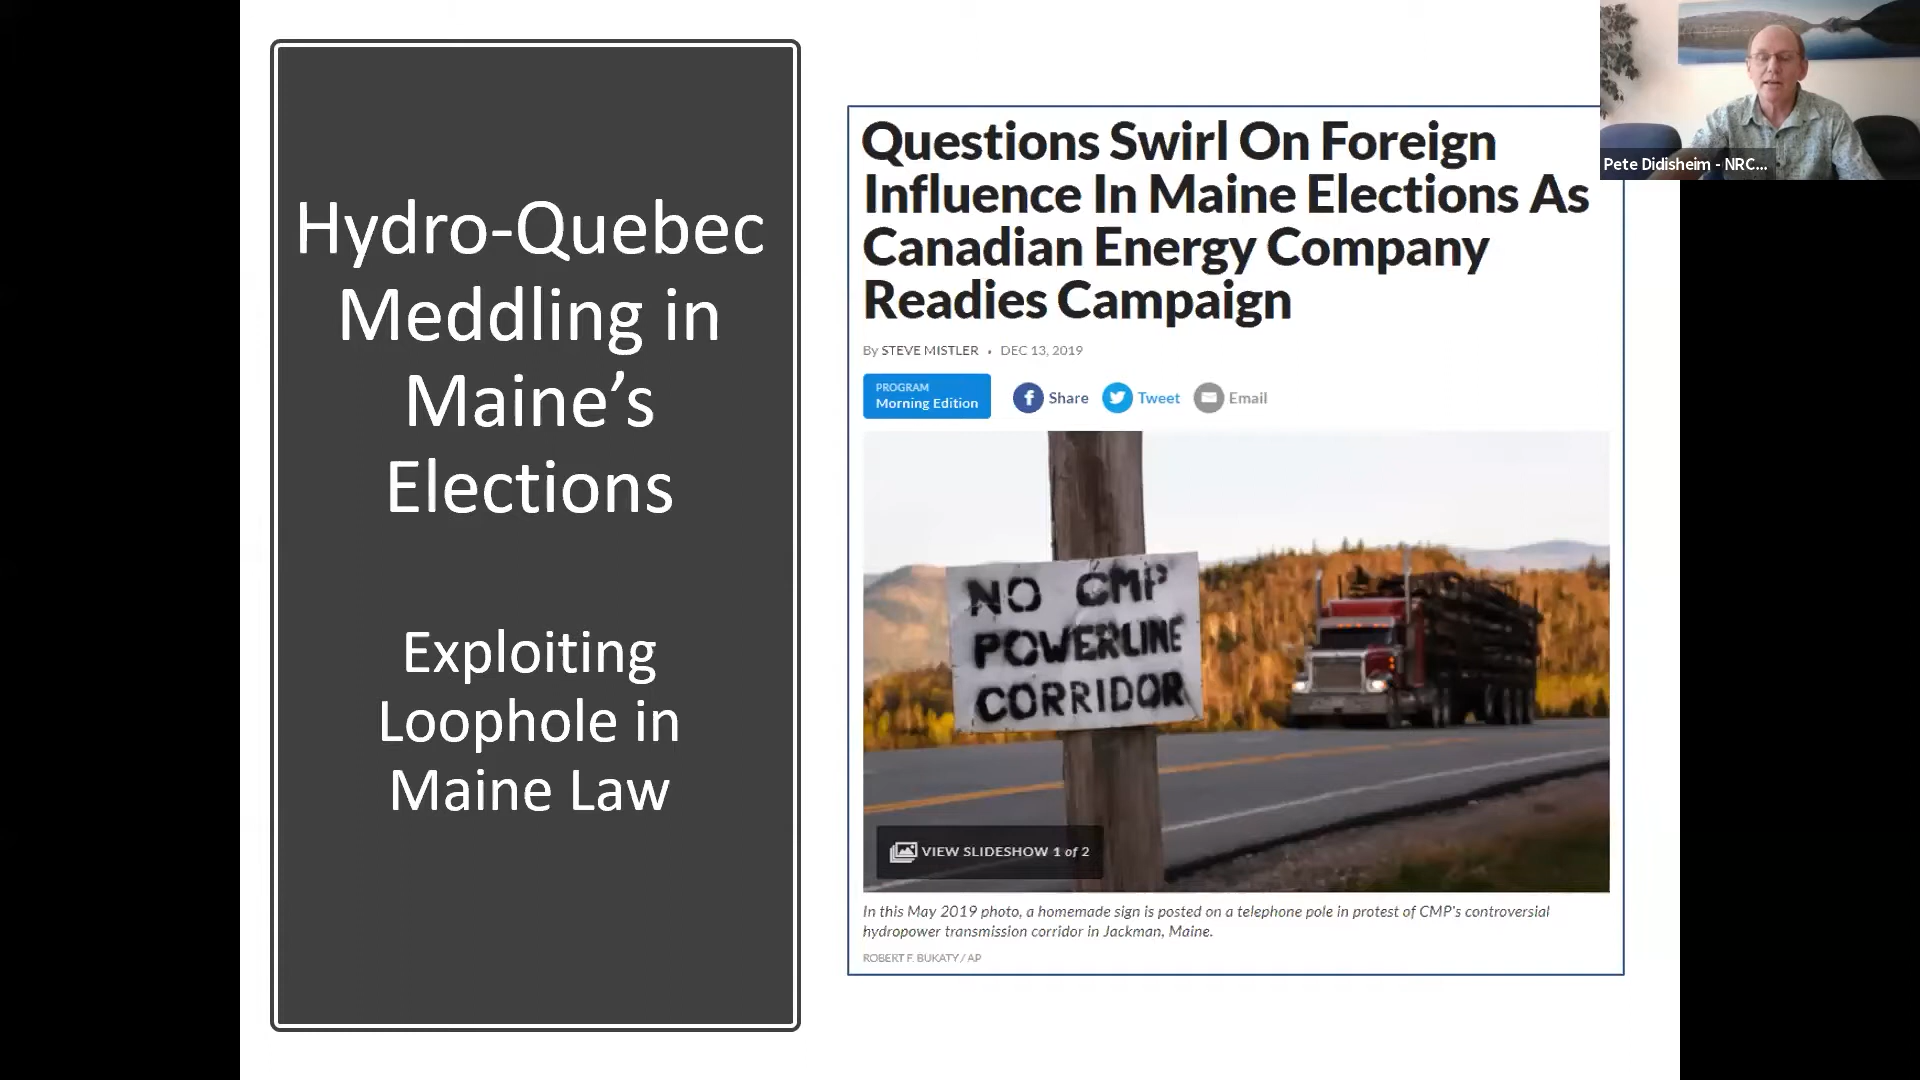 Hydro-Quebec
Meddling in
Maine’s
Elections
Exploiting
Loophole in
Maine Law
Questions Swirl On Foreign
Influence In Maine Elections As
Canadian Energy Company
Readies Campaign
By STEVE MISTLER • DEC 13, 2019
PROGRAM
Morning Edition
Share
Tweet
Email
NO CMP
POWERLINE
CORRIDOR
VIEW SLIDESHOW 1 of 2
In this May 2019 photo, a homemade sign is posted on a telephone pole in protest of CMP's controversial
hydropower transmission corridor in Jackman, Maine.
ROBERT F. BUKATY / AP
Pete Didisheim - NRC...